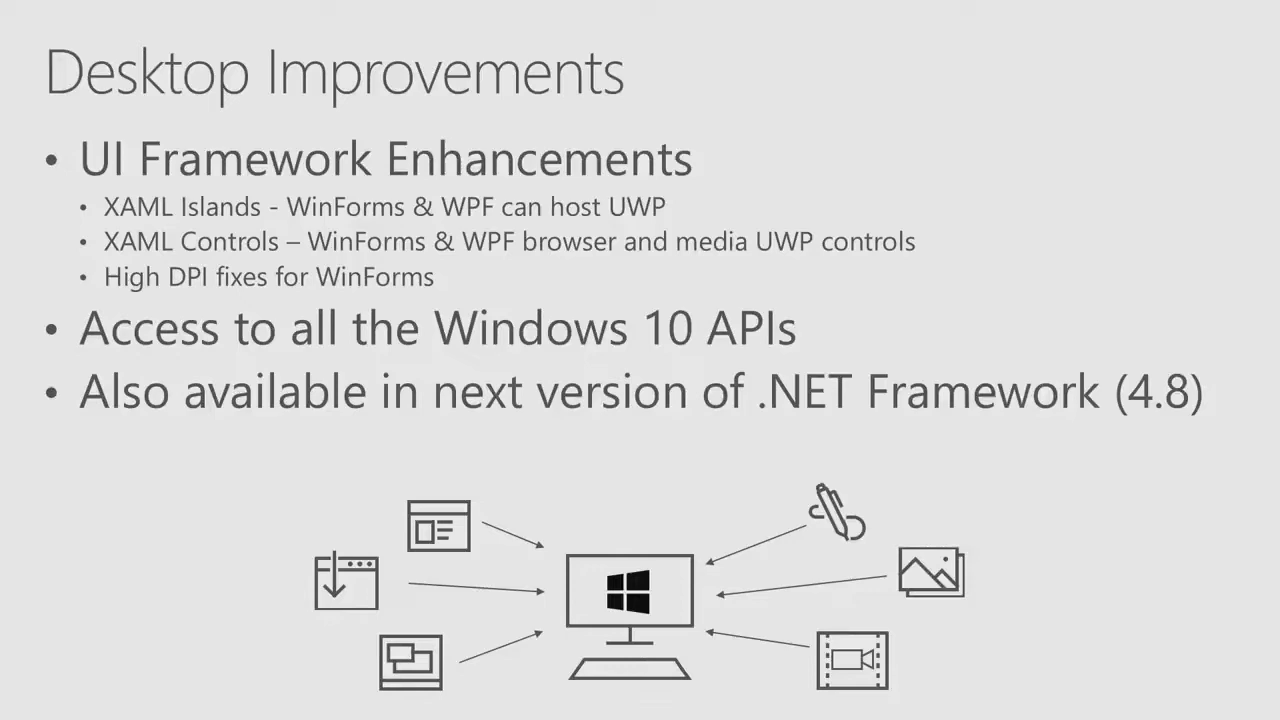 Desktop Improvements
• UI Framework Enhancements
• XAML Islands - WinForms & WPF can host UWP
• XAML Controls – WinForms & WPF browser and media UWP controls
• High DPI fixes for WinForms
• Access to all the Windows 10 APIs
• Also available in next version of .NET Framework (4.8)